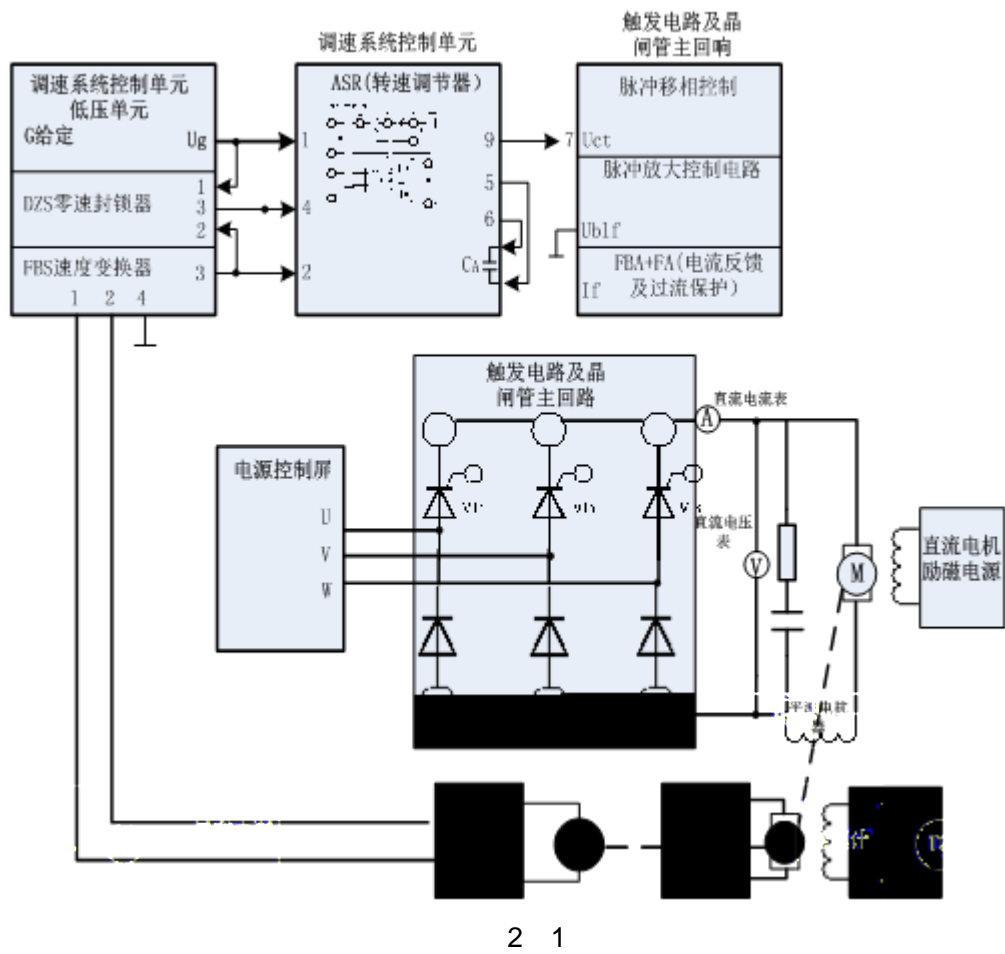 调速系统控制单元
触发电路及晶
闸管主回响
调速系统控制单元
低压单元
G给定
Ug
1
DZS零速封锁器
3
2
FBS速度变换器
3
1 2 4
ASR(转速调节器)
1
4
2
9
5
6
CA
脉冲移相控制
7 Uct
脉冲放大控制电路
Ublf
FBA+FA(电流反馈
及过流保护)
If
触发电路及晶
闸管主回路
直流电流表
A
电源控制屏
U
V
W
直流电压
表
V
M
直流电机
励磁电源
2 1